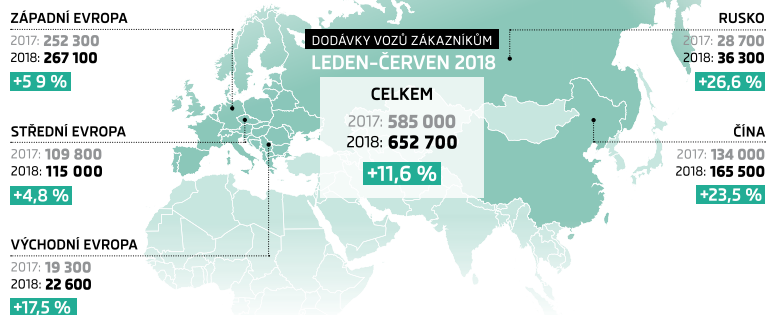 ZÁPADNÍ EVROPA
2017: 252 300
2018: 267 100
+5 9 %
STŘEDNÍ EVROPA
2017: 109 800
2018: 115 000
+4,8 %
VÝCHODNÍ EVROPA
2017: 19 300
2018: 22 600
+17,5 %
DODÁVKY VOZŮ ZÁKAZNÍKŮM
LEDEN–ČERVEN 2018
CELKEM
2017: 585 000
2018: 652 700
+11,6 %
RUSKO
2017: 28 700
2018: 36 300
+26,6 %
ČÍNA
2017: 134 000
2018: 165 500
+23,5 %